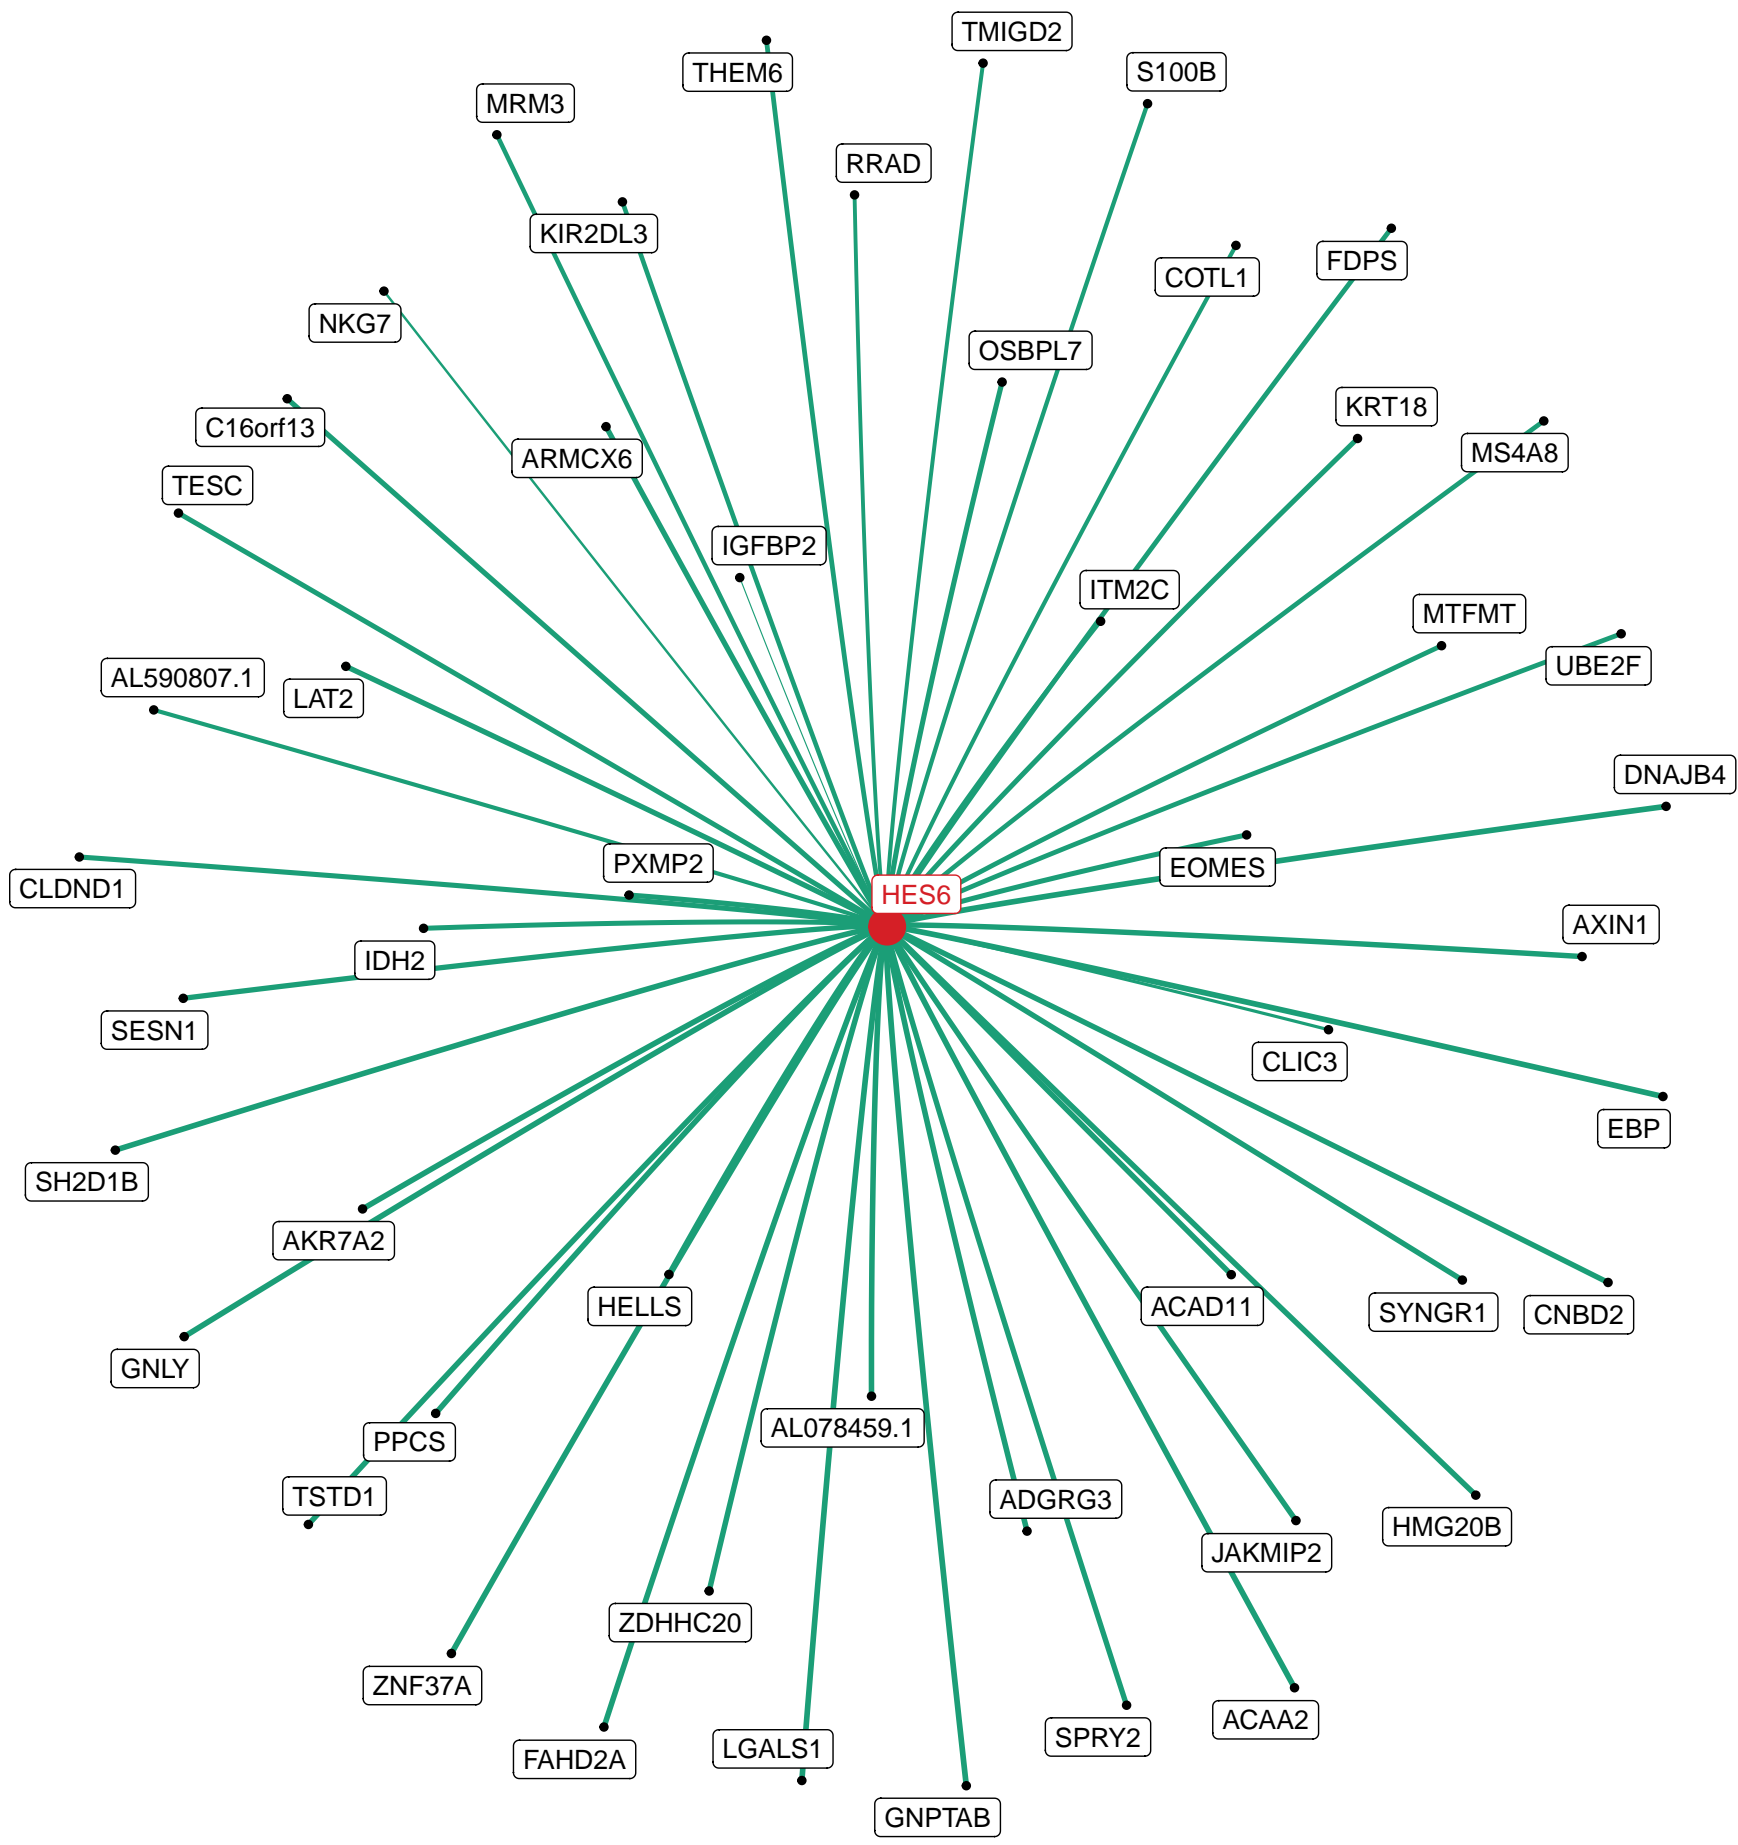 TMIGD2
THEM6
S100B
MRM3
RRAD
KIR2DL3
FDPS
COTL1
NKG7
OSBPL7
KRT18
C16orf13
MS4A8
ARMCX6
TESC
IGFBP2
ITM2C
MTFMT
UBE2F
AL590807.1
LAT2
DNAJB4
PXMP2
EOMES
CLDND1
HES6
AXIN1
IDH2
SESN1
CLIC3
EBP
SH2D1B
AKR7A2
HELLS
ACAD11
SYNGR1
CNBD2
GNLY
AL078459.1
PPCS
TSTD1
ADGRG3
HMG20B
JAKMIP2
ZDHHC20
ZNF37A
ACAA2
SPRY2
LGALS1
FAHD2A
GNPTAB